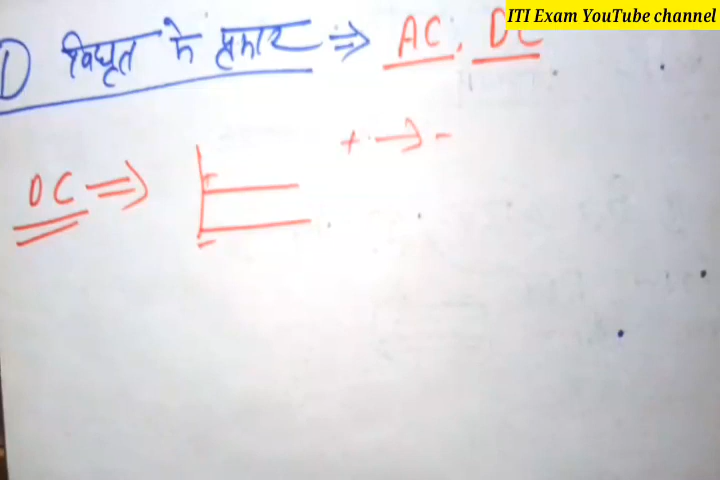 ITI Exam YouTube channel
1) विघृत के प्रकार ⇒ AC, DC
+ → -
DC ⇒
+
-